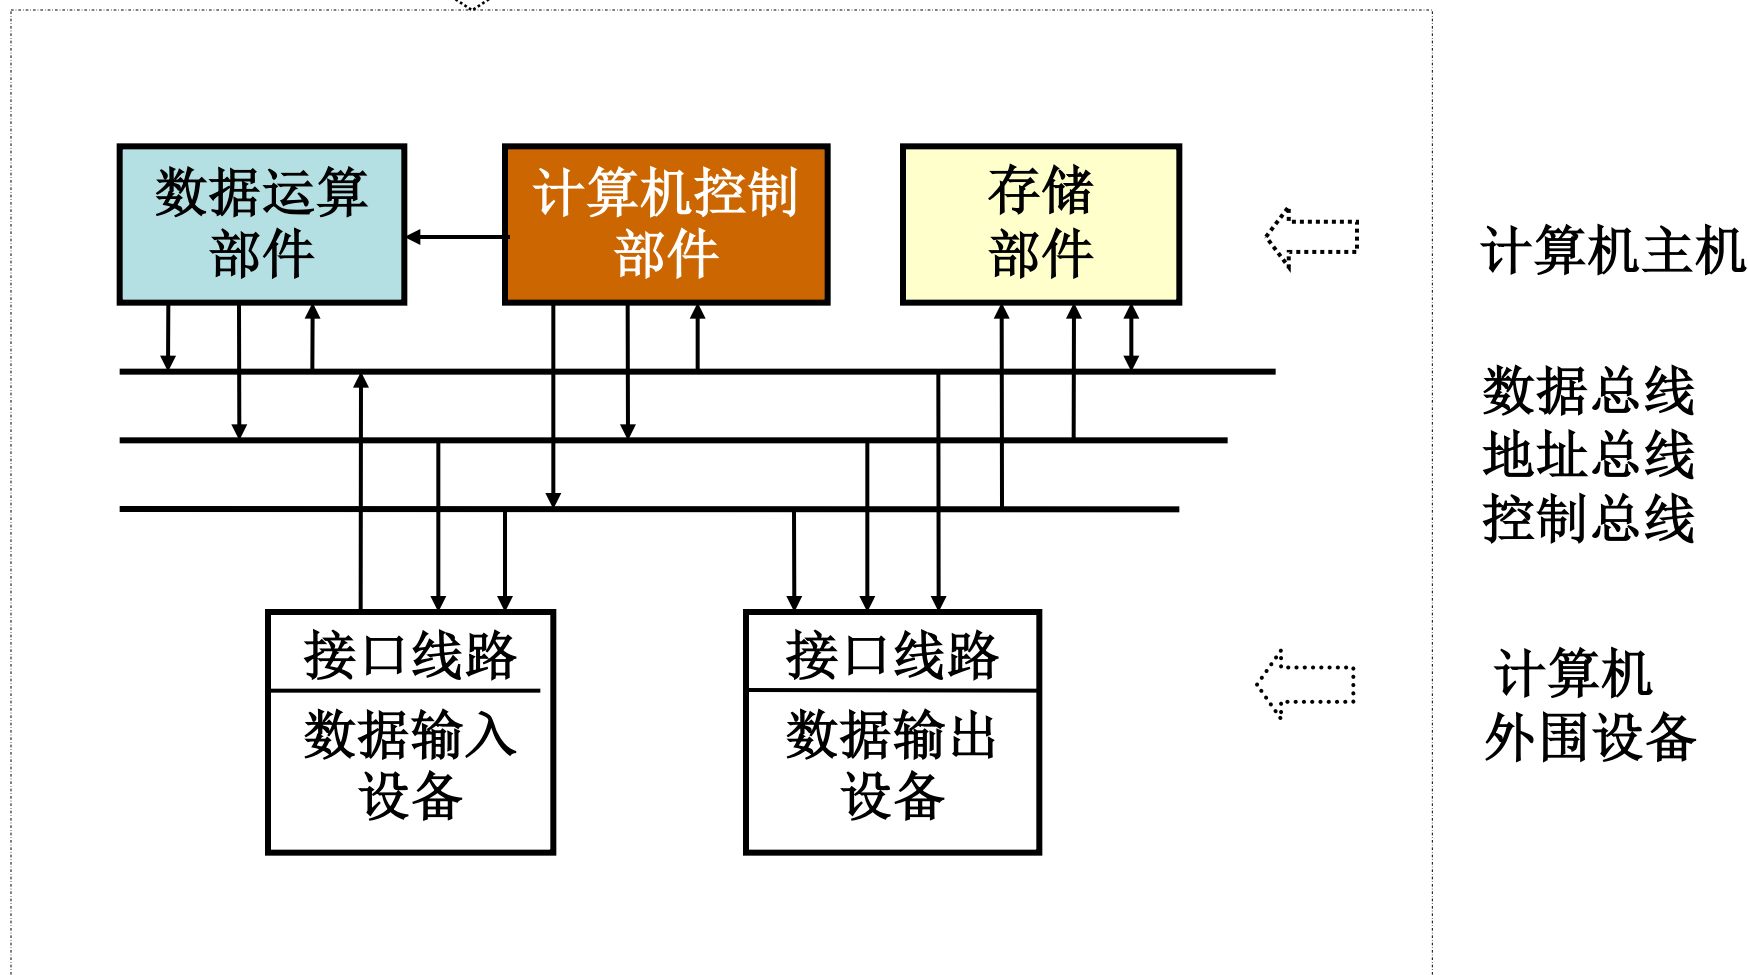 数据运算
部件
计算机控制
部件
存储
部件
计算机主机
数据总线
地址总线
控制总线
接口线路
数据输入
设备
接口线路
数据输出
设备
计算机
外围设备